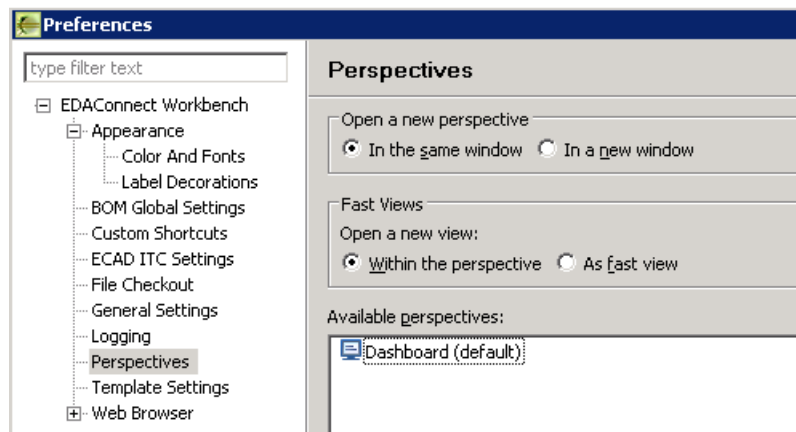 Preferences
type filter text
EDAConnect Workbench
Appearance
Color And Fonts
Label Decorations
BOM Global Settings
Custom Shortcuts
ECAD ITC Settings
File Checkout
General Settings
Logging
Perspectives
Template Settings
Web Browser
Perspectives
Open a new perspective
In the same window In a new window
Fast Views
Open a new view:
Within the perspective As fast view
Available perspectives:
Dashboard (default)